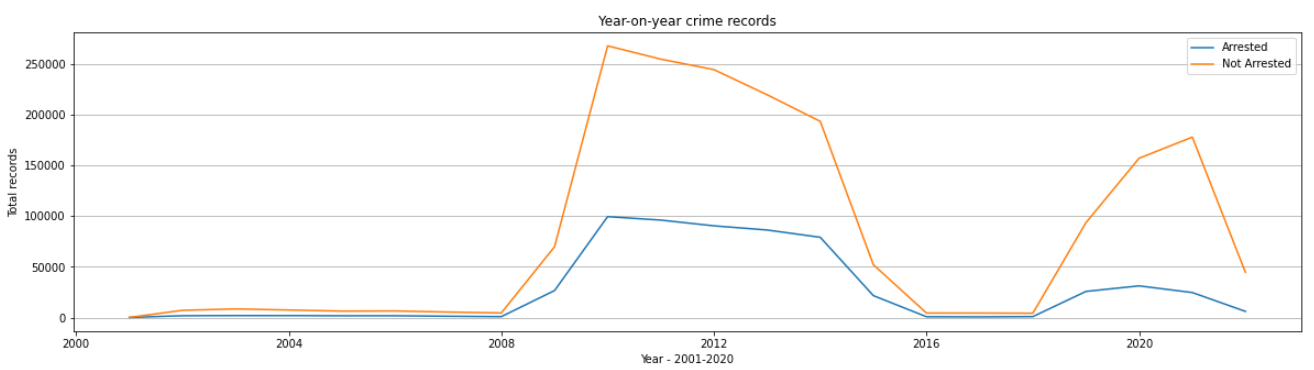 Year-on-year crime records
Arrested
Not Arrested
250000
200000
150000
100000
50000
0
Total records
2000 2004 2008 2012 2016 2020
Year - 2001-2020